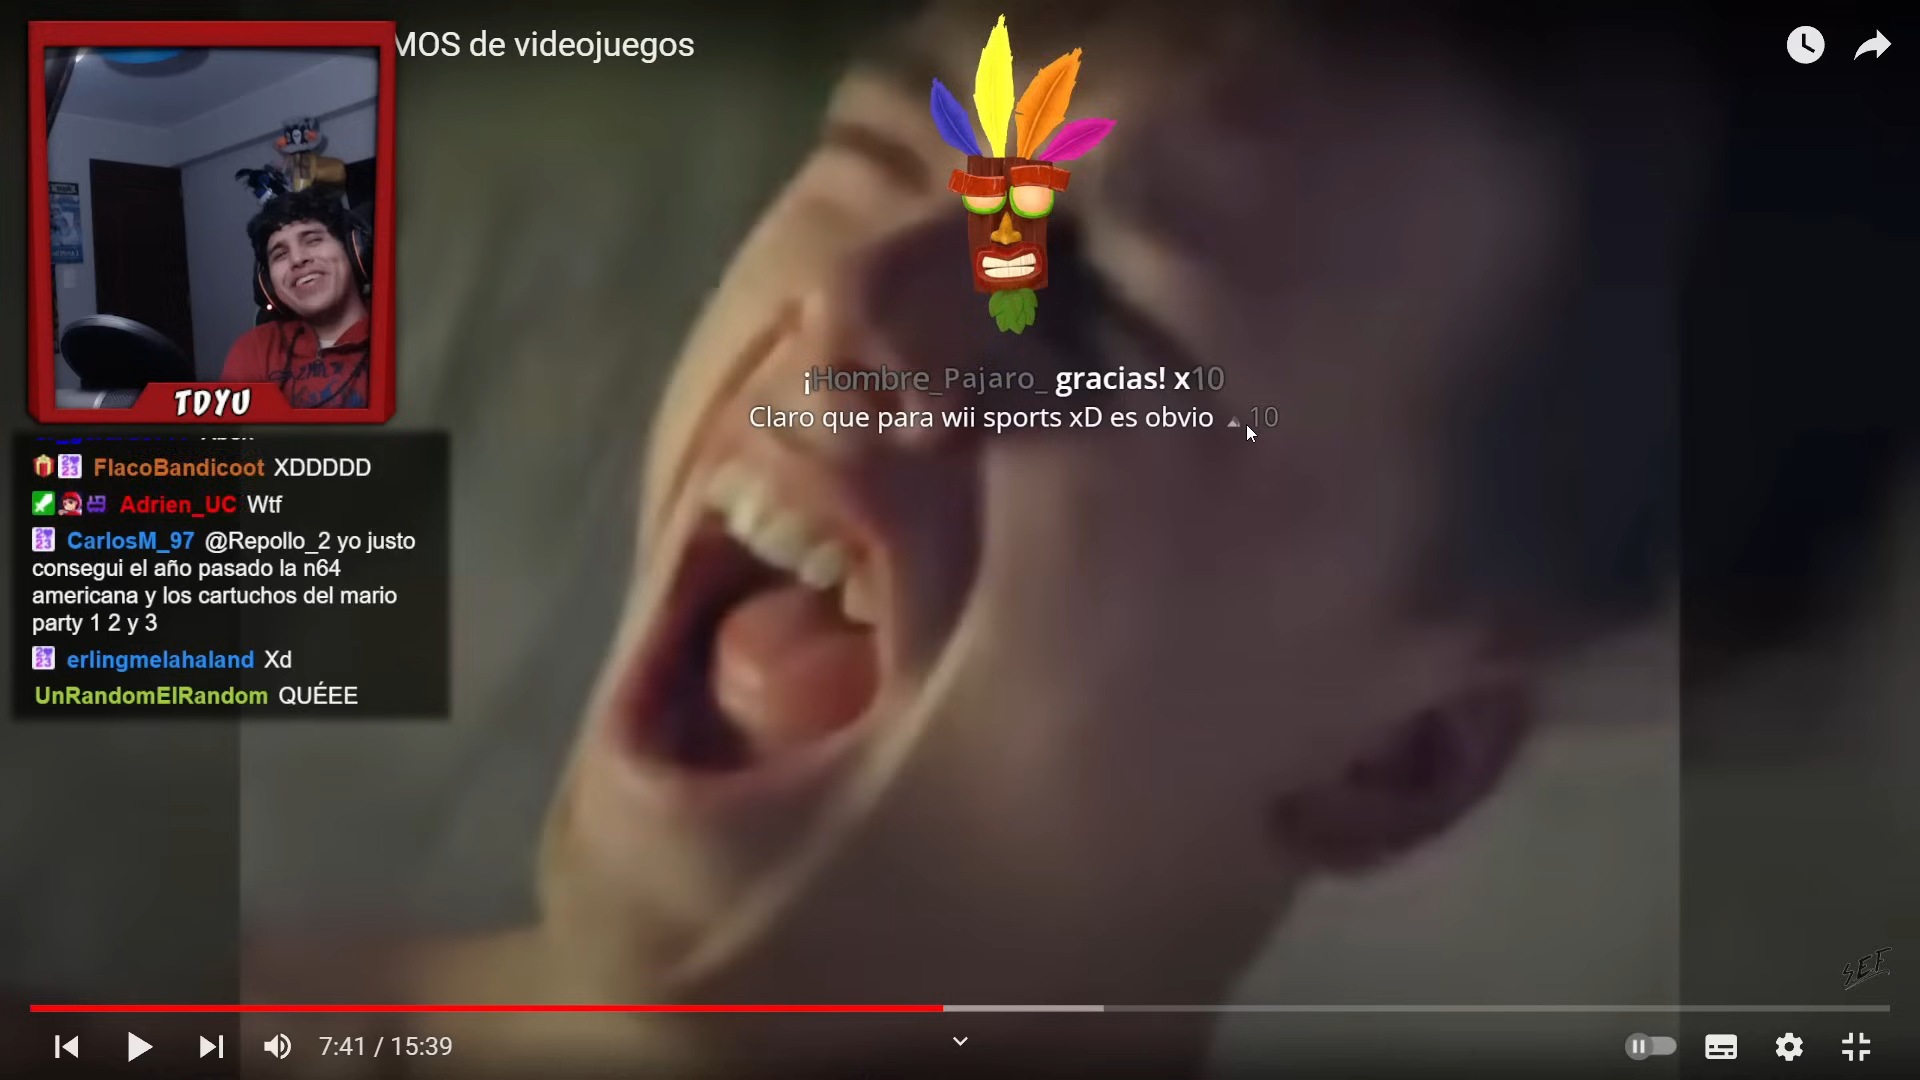 MOS de videojuegos
TDYU
¡Hombre_Pajaro_ gracias! x10
Claro que para wii sports xD es obvio 10
FlacoBandicoot XDDDDD
Adrien_UC Wtf
CarlosM_97 @Repollo_2 yo justo
consegui el año pasado la n64
americana y los cartuchos del mario
party 1 2 y 3
erlingmelahaland Xd
UnRandomElRandom QUÉEE
SEF
7:41 / 15:39